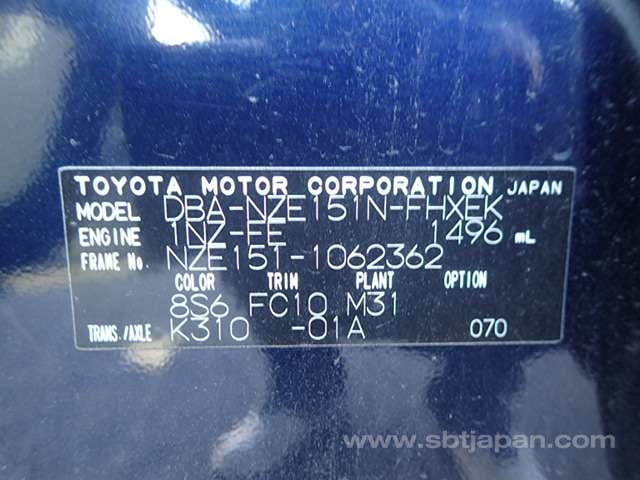 TOYOTA MOTOR CORPORATION JAPAN
MODEL DBA-NZE151N-FHXEK
ENGINE 1NZ-FE 1496 mL
FRAME No. NZE151-1062362
COLOR TRIM PLANT OPTION
8S6 FC10 M31
TRANS./AXLE K310 -01A 070
www.sbtjapan.com